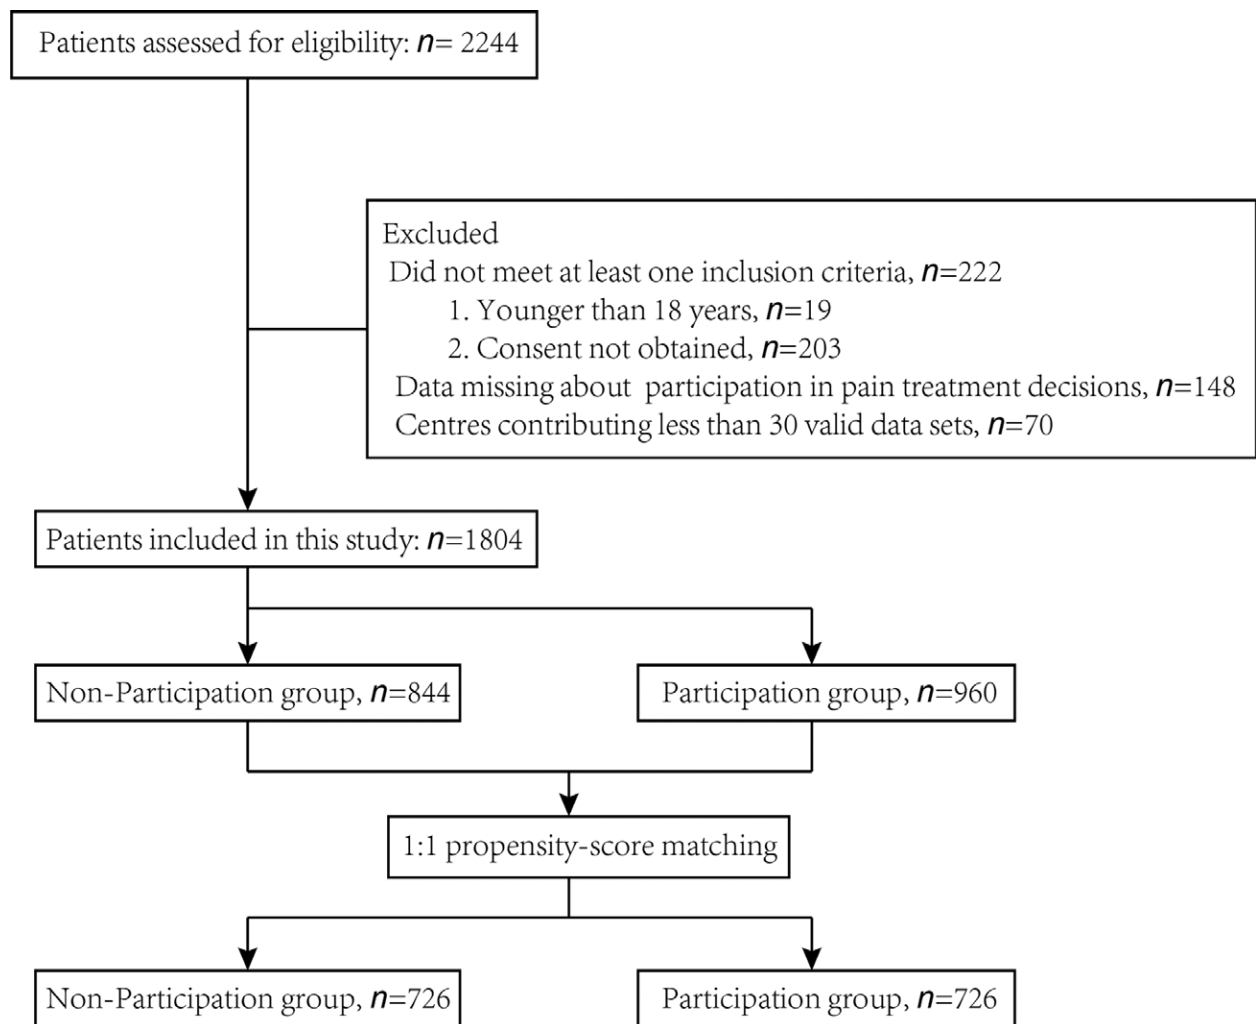 Patients assessed for eligibility: n= 2244
Excluded
Did not meet at least one inclusion criteria, n=222
1. Younger than 18 years, n=19
2. Consent not obtained, n=203
Data missing about participation in pain treatment decisions, n=148
Centres contributing less than 30 valid data sets, n=70
Patients included in this study: n=1804
Non-Participation group, n=844
Participation group, n=960
1:1 propensity-score matching
Non-Participation group, n=726
Participation group, n=726